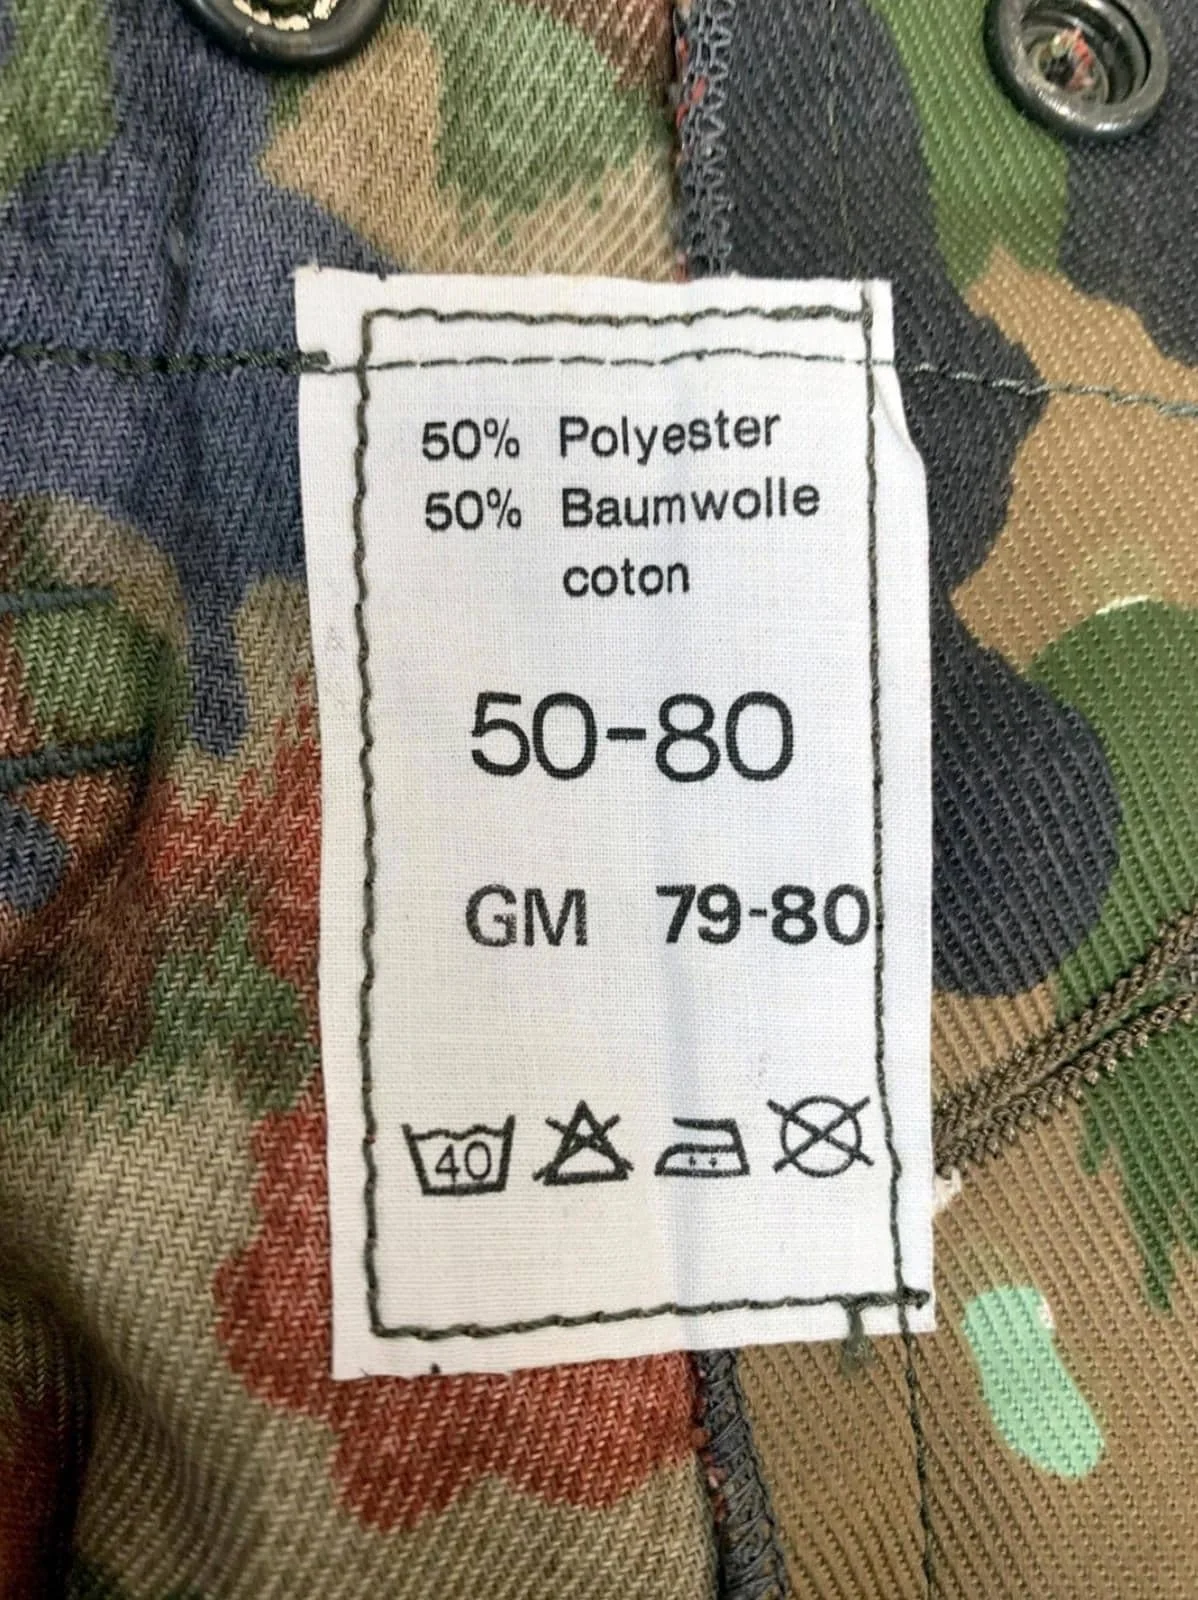 50% Polyester
50% Baumwolle
coton
50-80
GM 79-80
40